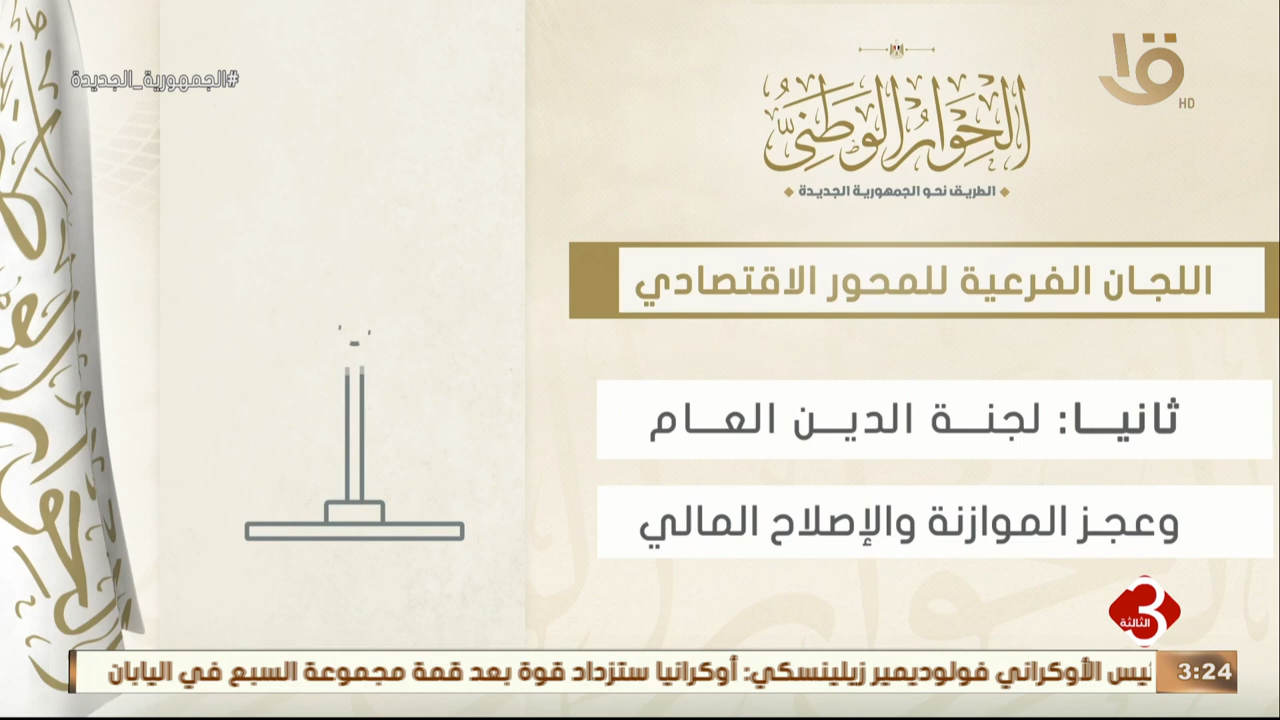 #الجمهورية_الجديدة
HD
الحوار الوطني
الطريق نحو الجمهورية الجديدة
اللجان الفرعية للمحور الاقتصادي
ثانيا: لجنة الدين العام
وعجز الموازنة والإصلاح المالي
3
الثالثة
الأوكراني فولوديمير زيلينسكي: أوكرانيا ستزداد قوة بعد قمة مجموعة السبع في اليابان
3:24